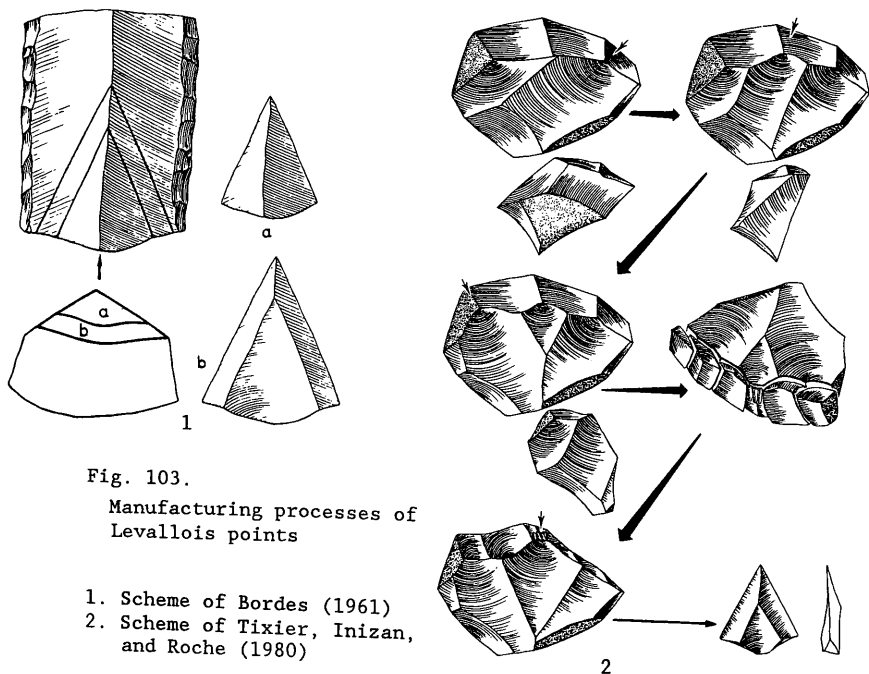 a
a
b
b
1
Fig. 103.
Manufacturing processes of
Levallois points
1. Scheme of Bordes (1961)
2. Scheme of Tixier, Inizan,
and Roche (1980)
2